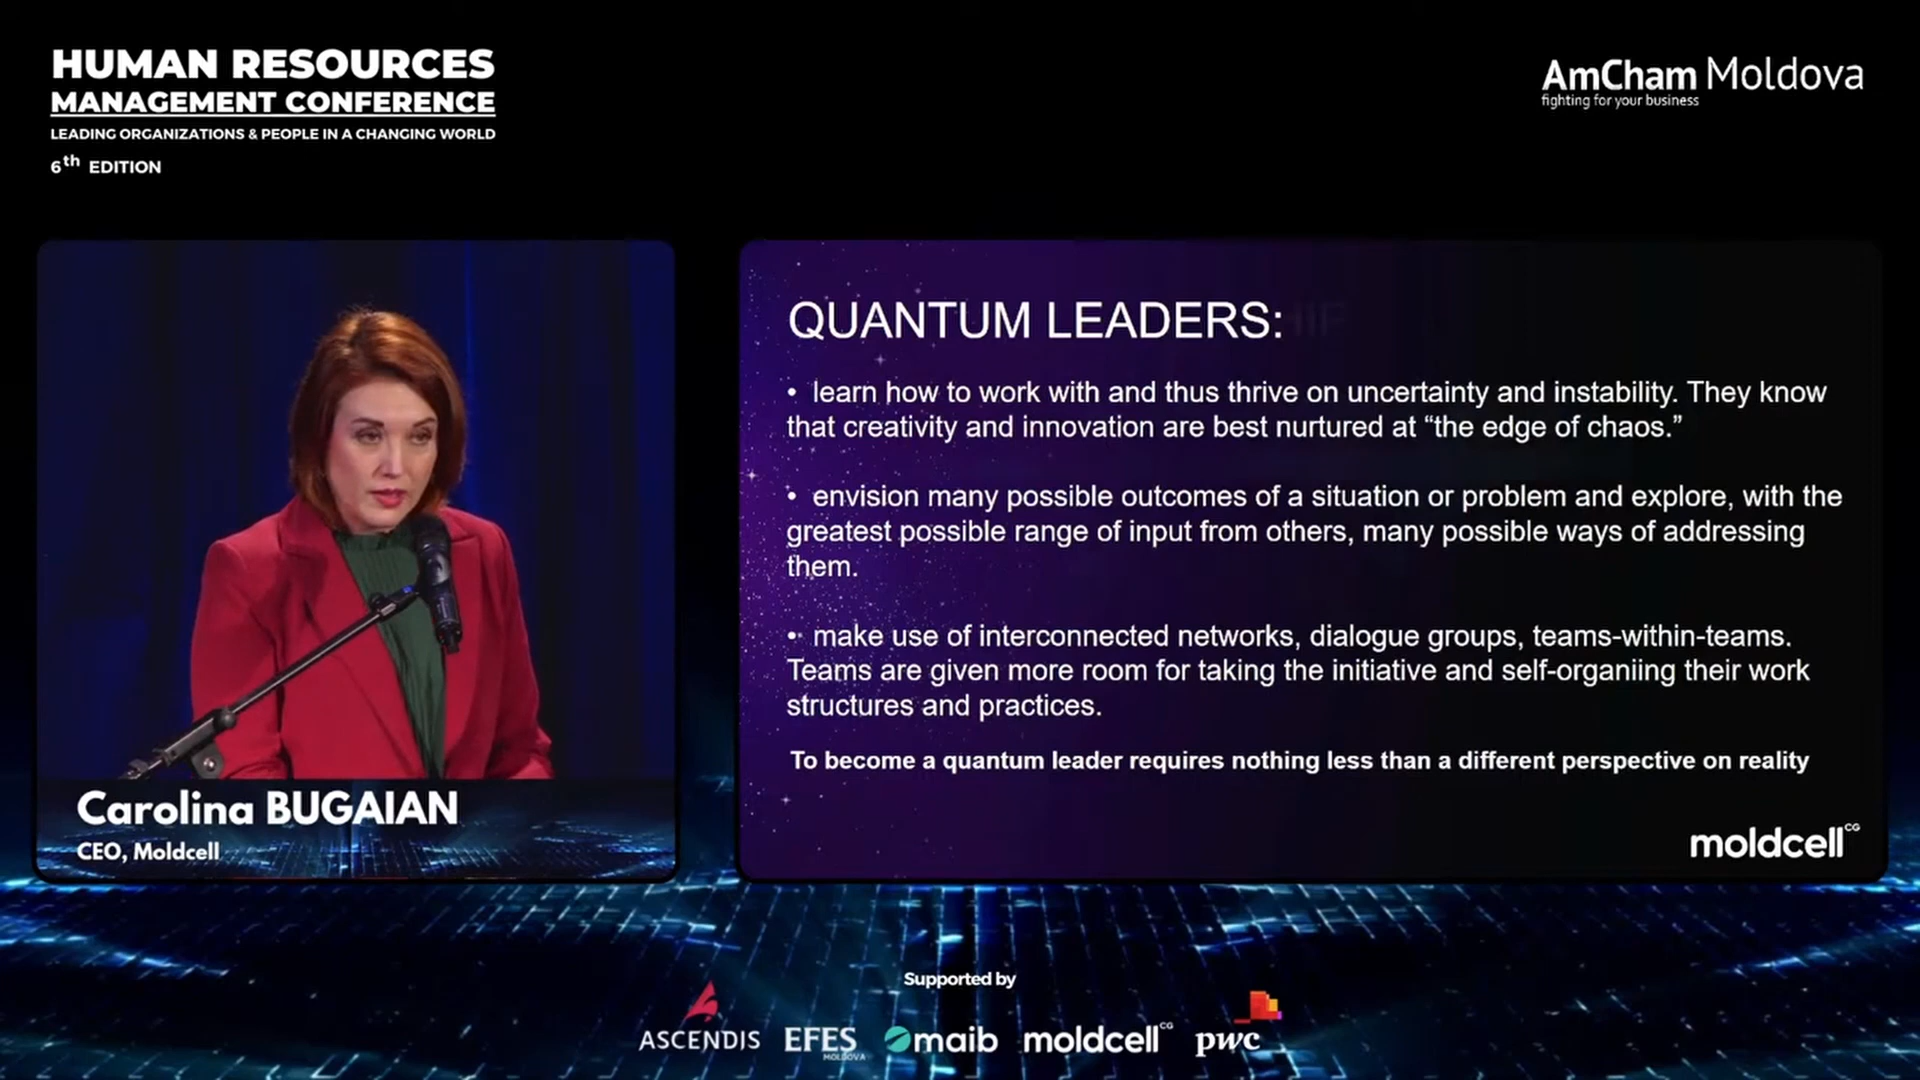 HUMAN RESOURCES
MANAGEMENT CONFERENCE
LEADING ORGANIZATIONS & PEOPLE IN A CHANGING WORLD
6th EDITION
AmCham Moldova
fighting for your business
QUANTUM LEADERS:
• learn how to work with and thus thrive on uncertainty and instability. They know
that creativity and innovation are best nurtured at “the edge of chaos.”
• envision many possible outcomes of a situation or problem and explore, with the
greatest possible range of input from others, many possible ways of addressing
them.
• make use of interconnected networks, dialogue groups, teams-within-teams.
Teams are given more room for taking the initiative and self-organiing their work
structures and practices.
To become a quantum leader requires nothing less than a different perspective on reality
moldcell CG
Carolina BUGAIAN
CEO, Moldcell
Supported by
ASCENDIS EFES MOLDOVA maib moldcell CG pwc